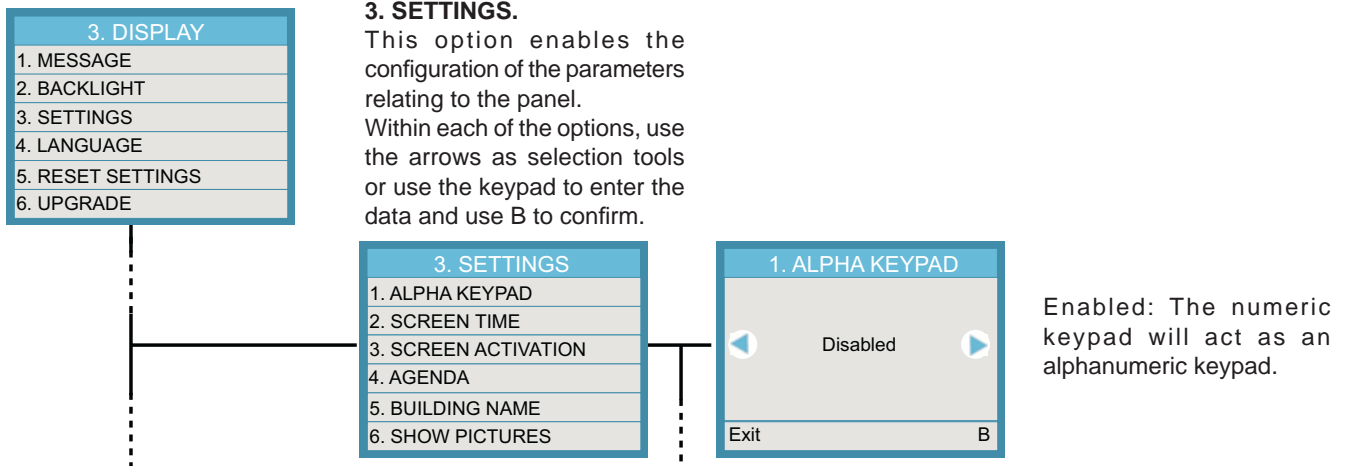 3. DISPLAY
1. MESSAGE
2. BACKLIGHT
3. SETTINGS
4. LANGUAGE
5. RESET SETTINGS
6. UPGRADE
3. SETTINGS.
This option enables the
configuration of the parameters
relating to the panel.
Within each of the options, use
the arrows as selection tools
or use the keypad to enter the
data and use B to confirm.
3. SETTINGS
1. ALPHA KEYPAD
2. SCREEN TIME
3. SCREEN ACTIVATION
4. AGENDA
5. BUILDING NAME
6. SHOW PICTURES
1. ALPHA KEYPAD
Disabled
Exit B
Enabled: The numeric
keypad will act as an
alphanumeric keypad.